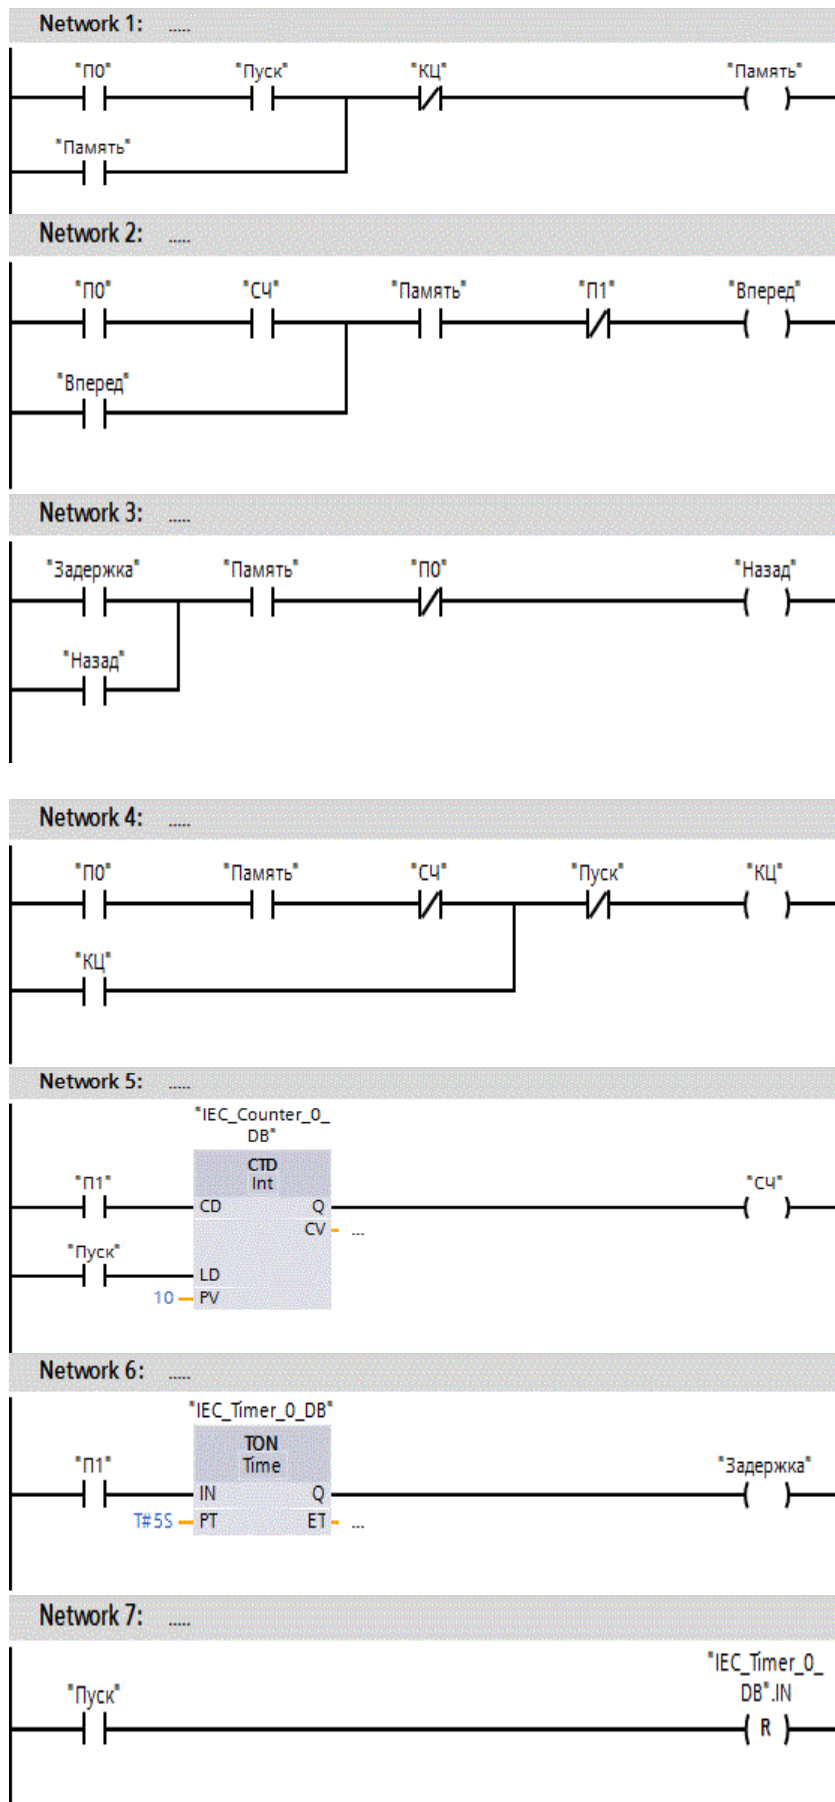 Network 1: .....
"П0" "Пуск" "КЦ" "Память"
"Память"
Network 2: .....
"П0" "СЧ" "Память" "П1" "Вперед"
"Вперед"
Network 3: .....
"Задержка" "Память" "П0" "Назад"
"Назад"
Network 4: .....
"П0" "Память" "СЧ" "Пуск" "КЦ"
"КЦ"
Network 5: .....
"IEC_Counter_0_
DB"
CTD
Int
"П1" "СЧ"
CD Q
CV ...
"Пуск"
LD
10 PV
Network 6: .....
"IEC_Timer_0_DB"
TON
Time
"П1" "Задержка"
IN Q
T#5S PT ET ...
Network 7: .....
"IEC_Timer_0_
DB".IN
"Пуск"
R